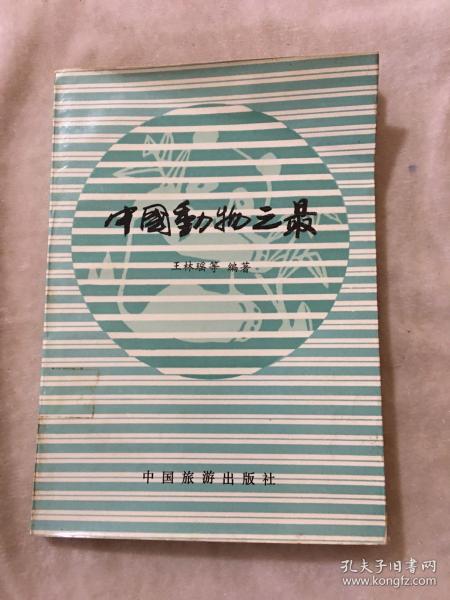 中國動物之最
王林瑶等 编著
中国旅游出版社
孔夫子旧书网
www.kongfz.com